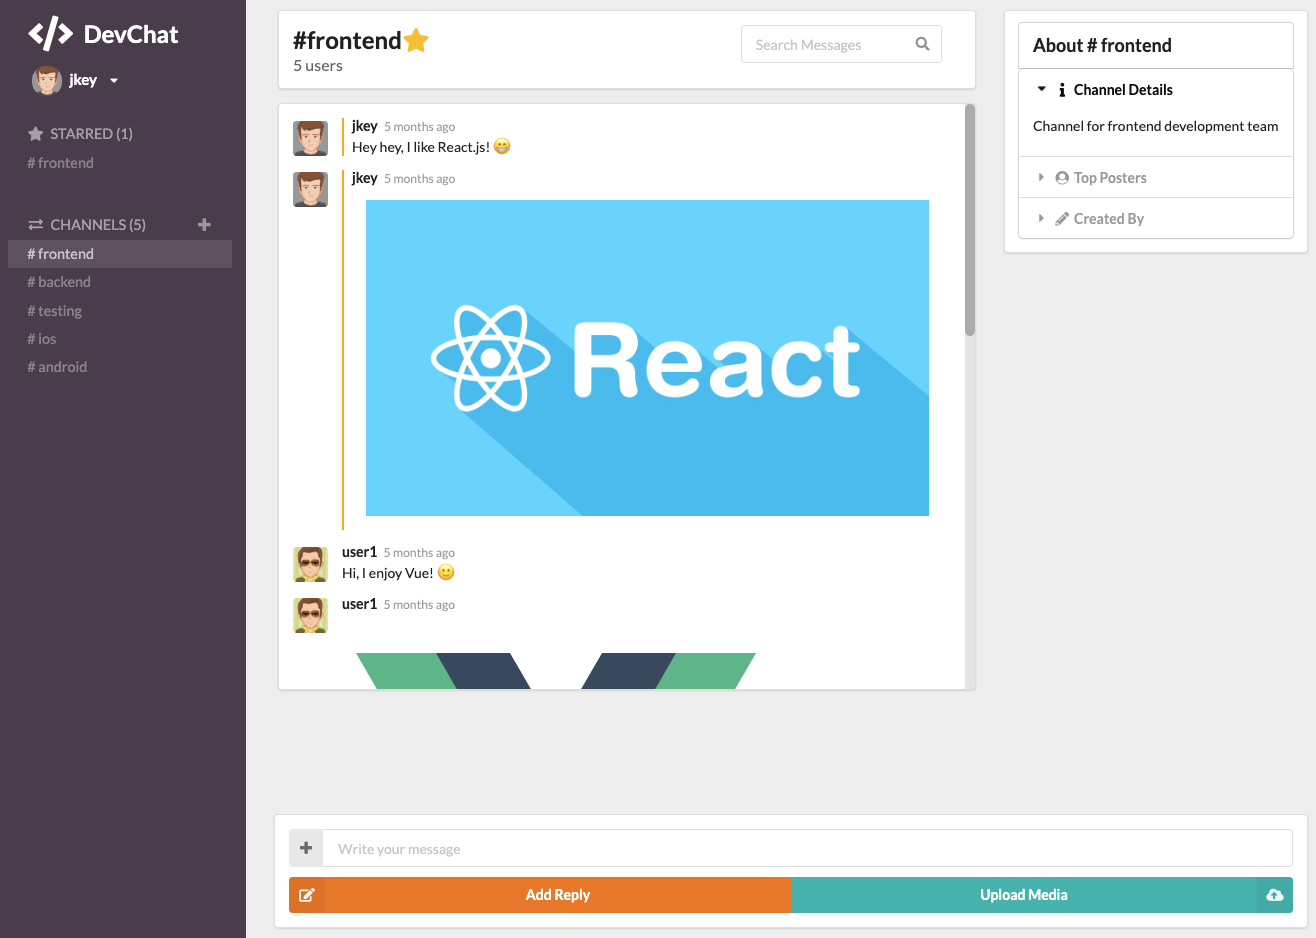 DevChat
jkey
STARRED (1)
# frontend
CHANNELS (5)
# frontend
# backend
# testing
# ios
# android
#frontend
5 users
Search Messages
jkey 5 months ago
Hey hey, I like React.js! 😁
jkey 5 months ago
React
user1 5 months ago
Hi, I enjoy Vue! 🙂
user1 5 months ago
About # frontend
Channel Details
Channel for frontend development team
Top Posters
Created By
Write your message
Add Reply
Upload Media